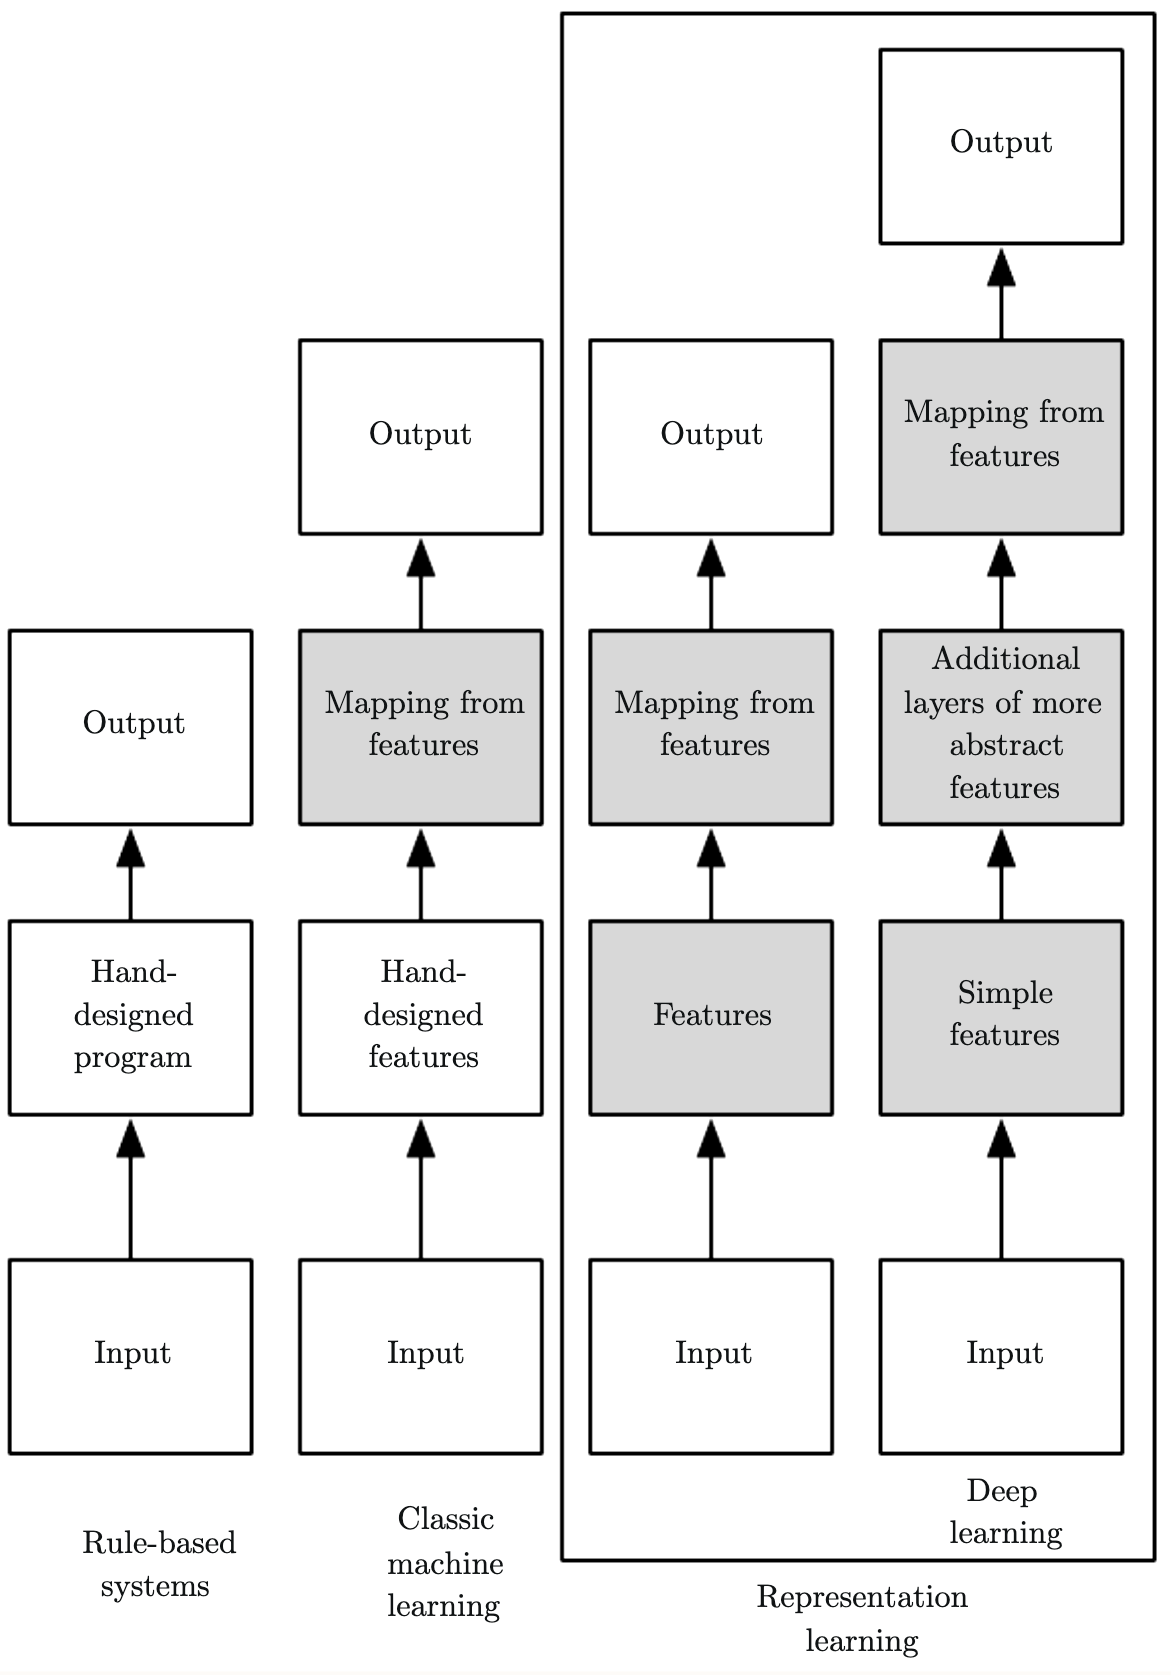 Output
Output
Output
Mapping from
features
Output
Mapping from
features
Mapping from
features
Additional
layers of more
abstract
features
Hand-
designed
program
Hand-
designed
features
Features
Simple
features
Input
Input
Input
Input
Rule-based
systems
Classic
machine
learning
Deep
learning
Representation
learning